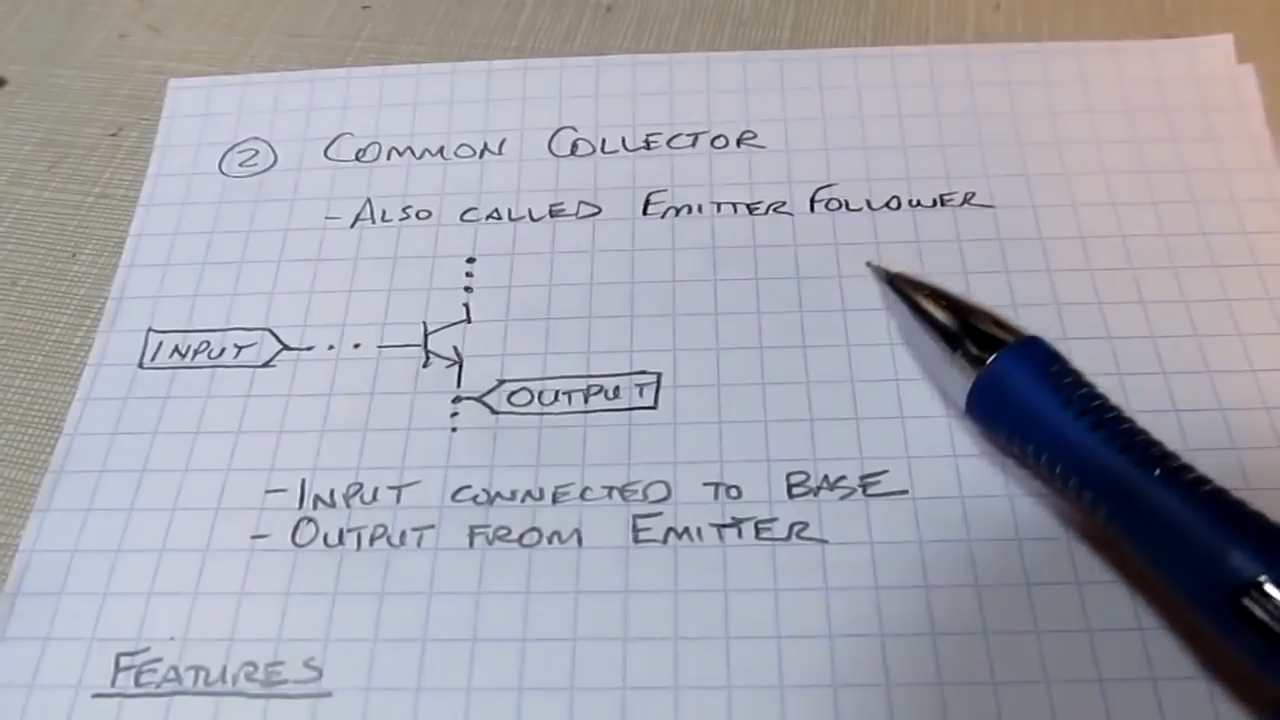 ② COMMON COLLECTOR
- ALSO CALLED EMITTER FOLLOWER
INPUT
OUTPUT
- INPUT CONNECTED TO BASE
- OUTPUT FROM EMITTER
FEATURES